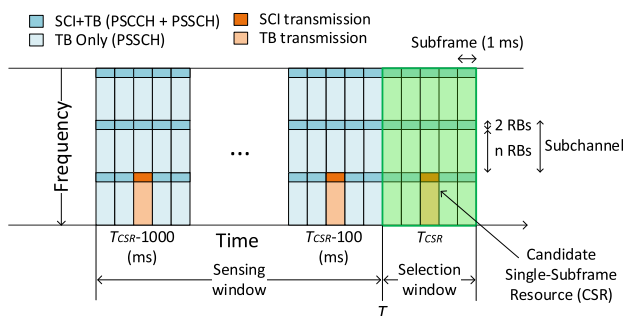 SCI+TB (PSCCH + PSSCH)
SCI transmission
TB Only (PSSCH)
TB transmission
Subframe (1 ms)
Frequency
2 RBs
n RBs
Subchannel
...
TCSR-1000
(ms)
Time
TCSR-100
(ms)
TCSR
Sensing
window
Selection
window
Candidate
Single-Subframe
Resource (CSR)
T